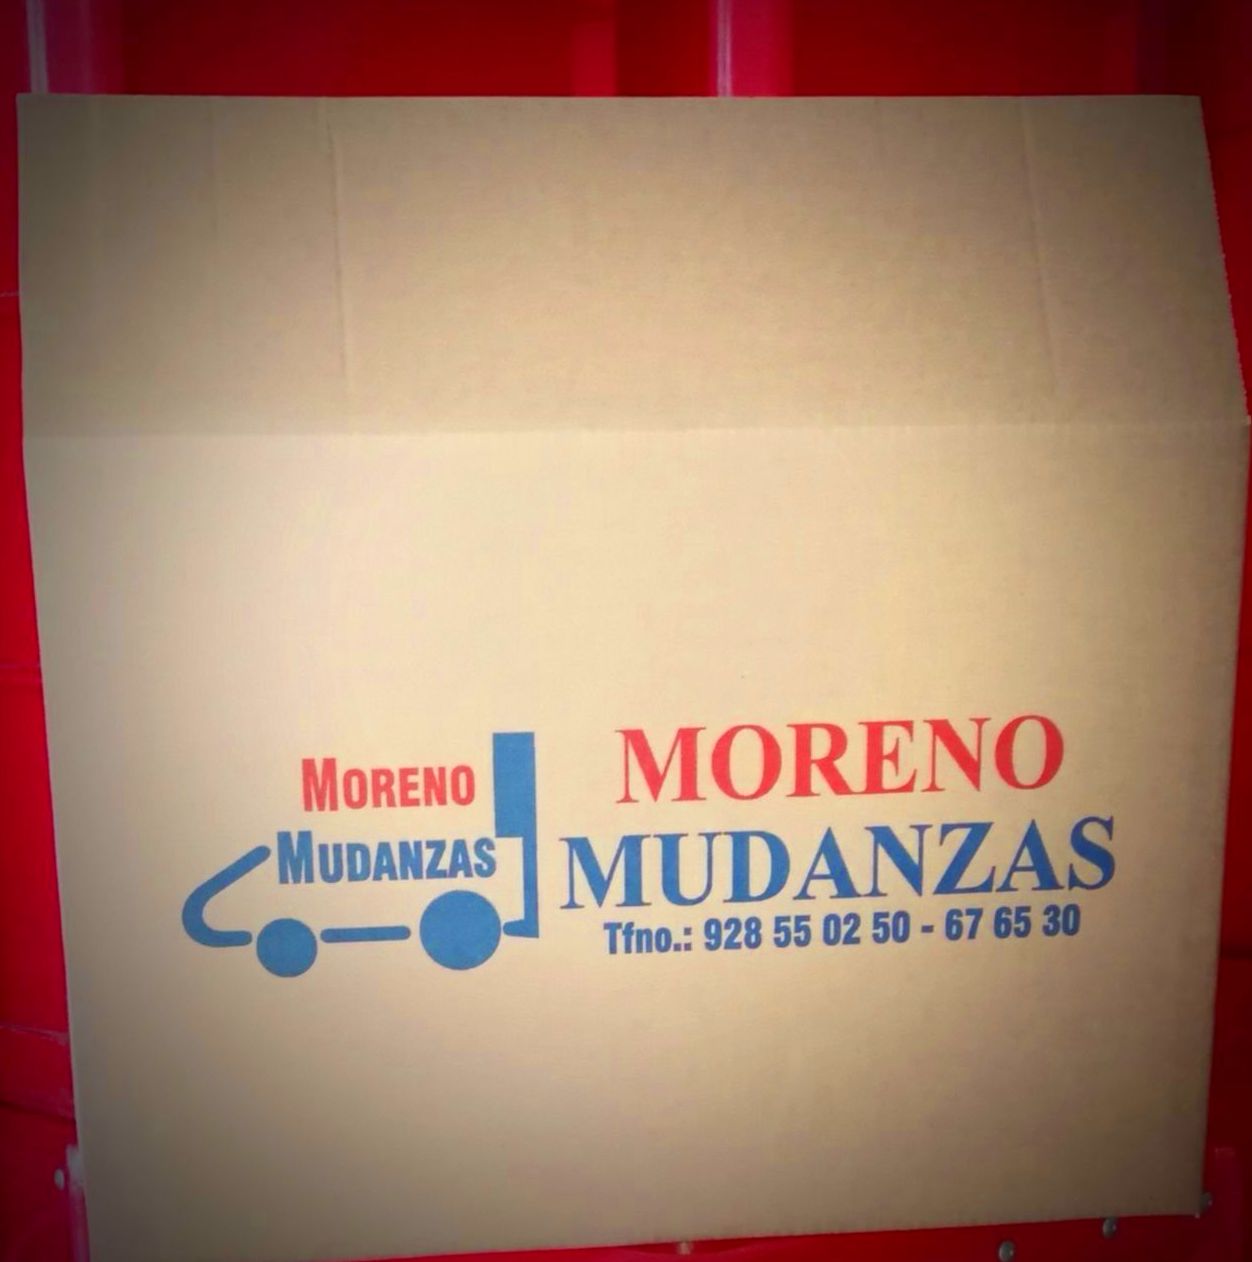 MORENO
MUDANZAS
MORENO
MUDANZAS
Tfno.: 928 55 02 50 - 67 65 30